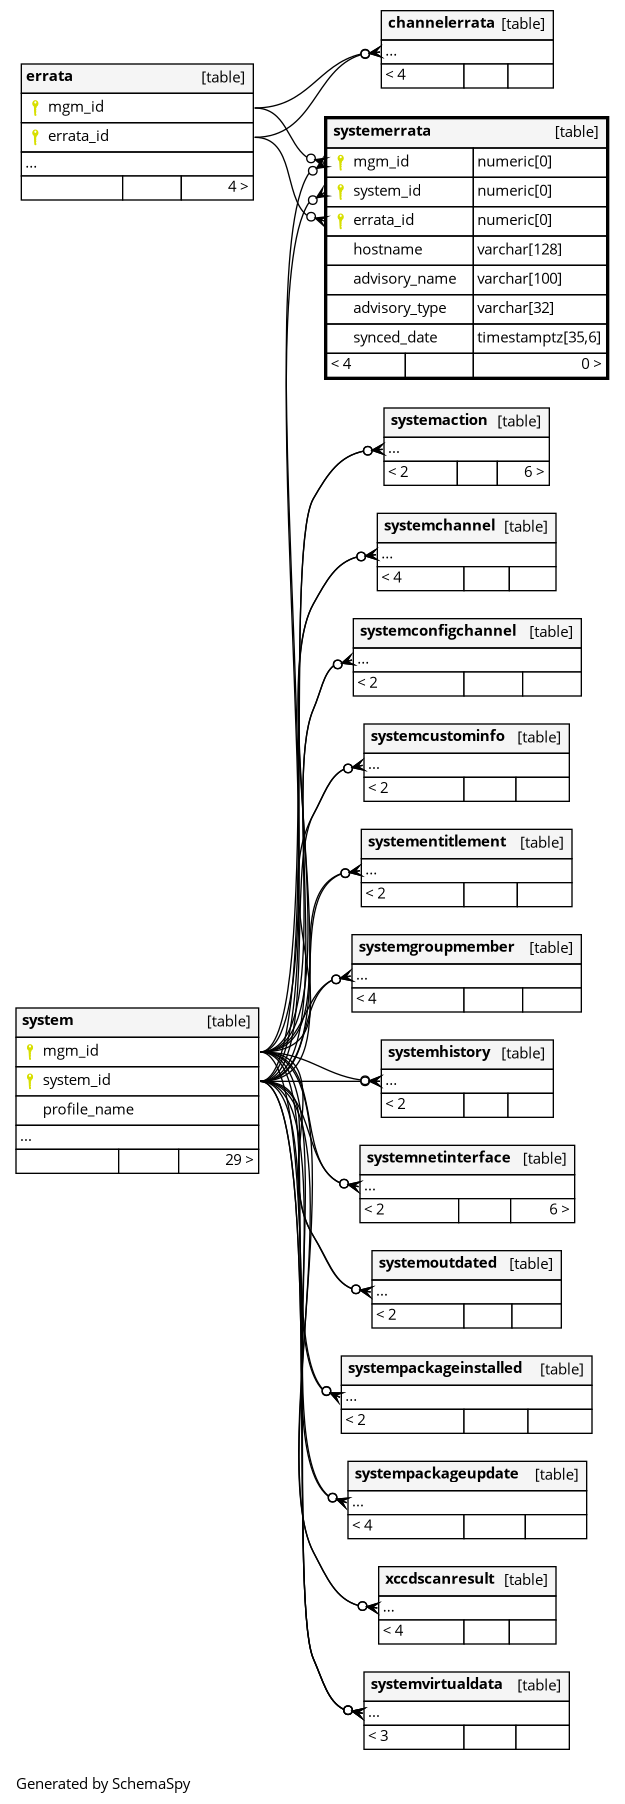 channelerrata [table]
...
< 4
errata [table]
mgm_id
errata_id
...
4 >
systemerrata [table]
mgm_id numeric[0]
system_id numeric[0]
errata_id numeric[0]
hostname varchar[128]
advisory_name varchar[100]
advisory_type varchar[32]
synced_date timestamptz[35,6]
< 4 0 >
systemaction [table]
...
< 2 6 >
systemchannel [table]
...
< 4
systemconfigchannel [table]
...
< 2
systemcustominfo [table]
...
< 2
systementitlement [table]
...
< 2
systemgroupmember [table]
...
< 4
system [table]
mgm_id
system_id
profile_name
...
29 >
systemhistory [table]
...
< 2
systemnetinterface [table]
...
< 2 6 >
systemoutdated [table]
...
< 2
systempackageinstalled [table]
...
< 2
systempackageupdate [table]
...
< 4
xccdscanresult [table]
...
< 4
systemvirtualdata [table]
...
< 3
Generated by SchemaSpy